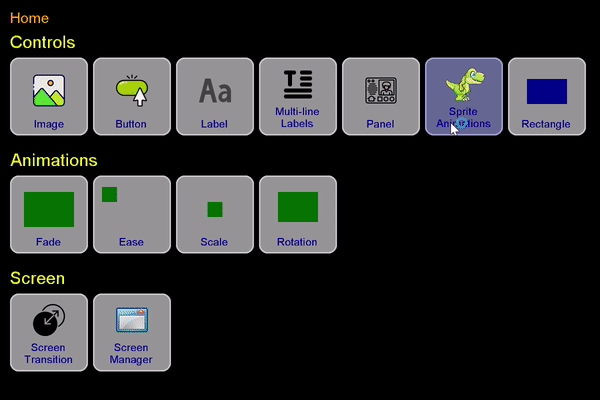 Home
Controls
Image
Button
Aa
Label
T
Multi-line
Labels
Panel
Sprite
Animations
Rectangle
Animations
Fade
Ease
Scale
Rotation
Screen
Screen
Transition
Screen
Manager